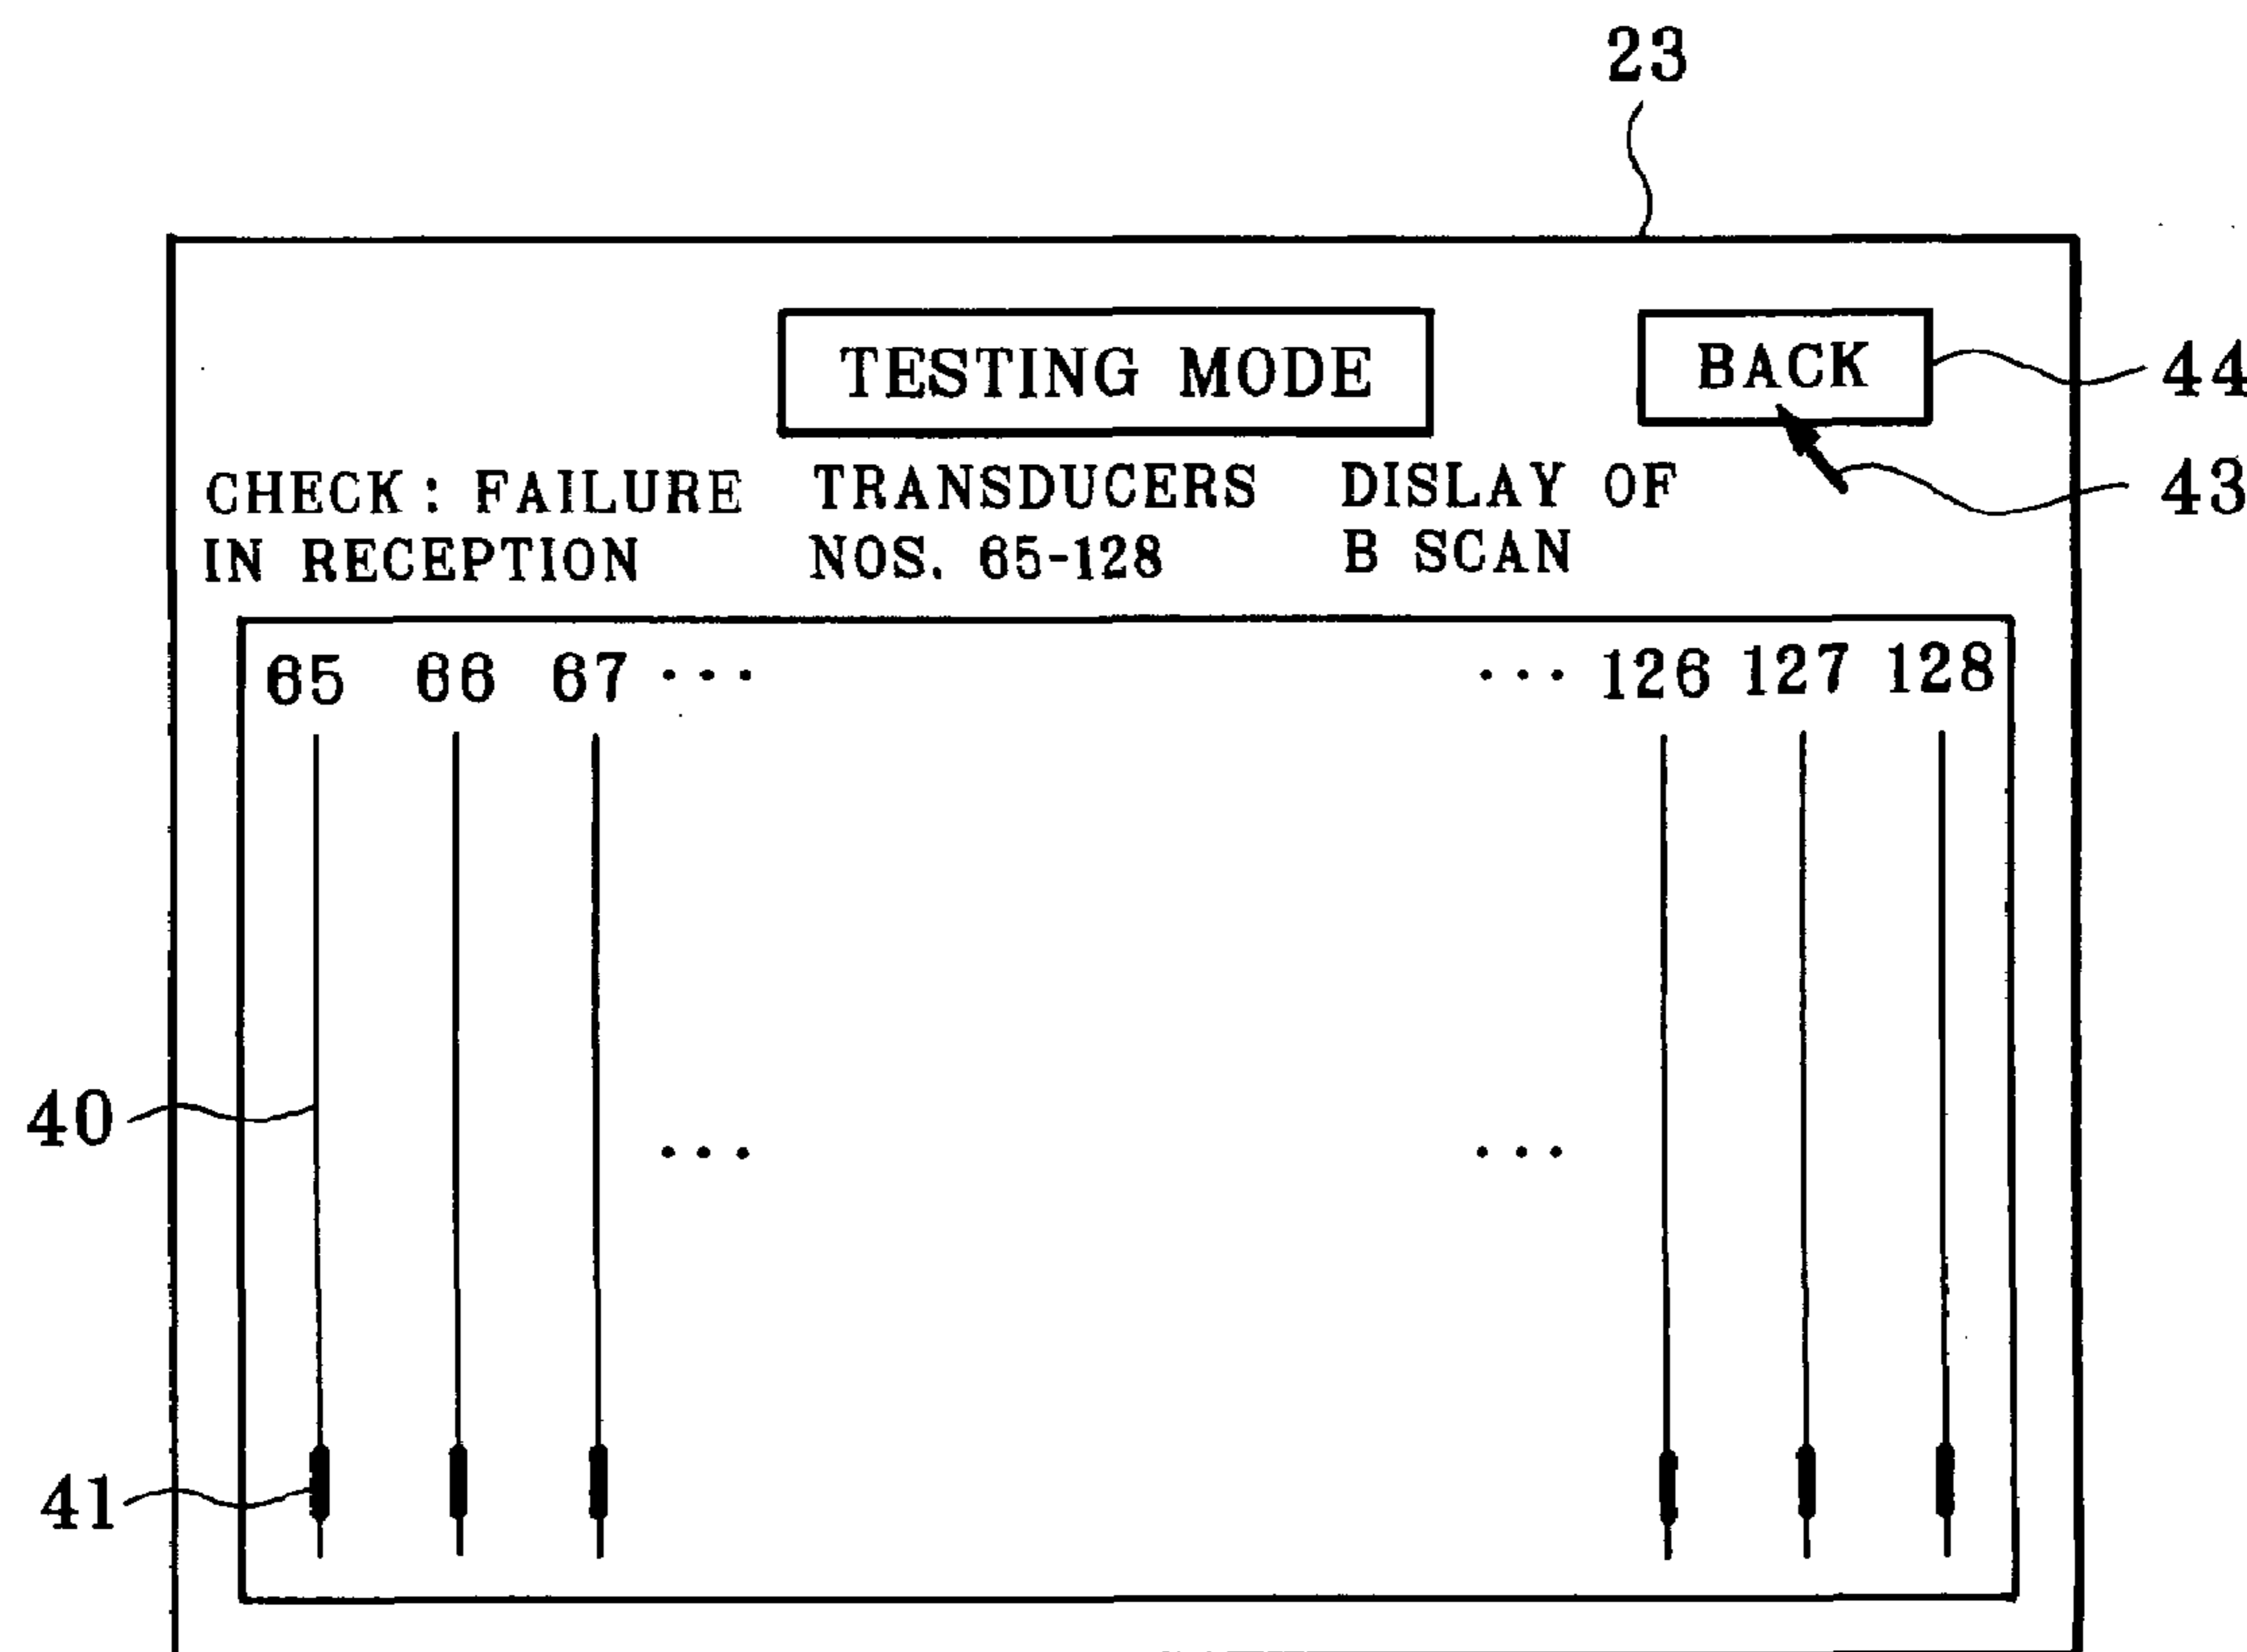 23
TESTING MODE
BACK
44
CHECK: FAILURE
IN RECEPTION
TRANSDUCERS
NOS. 65-128
DISLAY OF
B SCAN
43
65 66 67 ··· ··· 126 127 128
40
··· ···
41